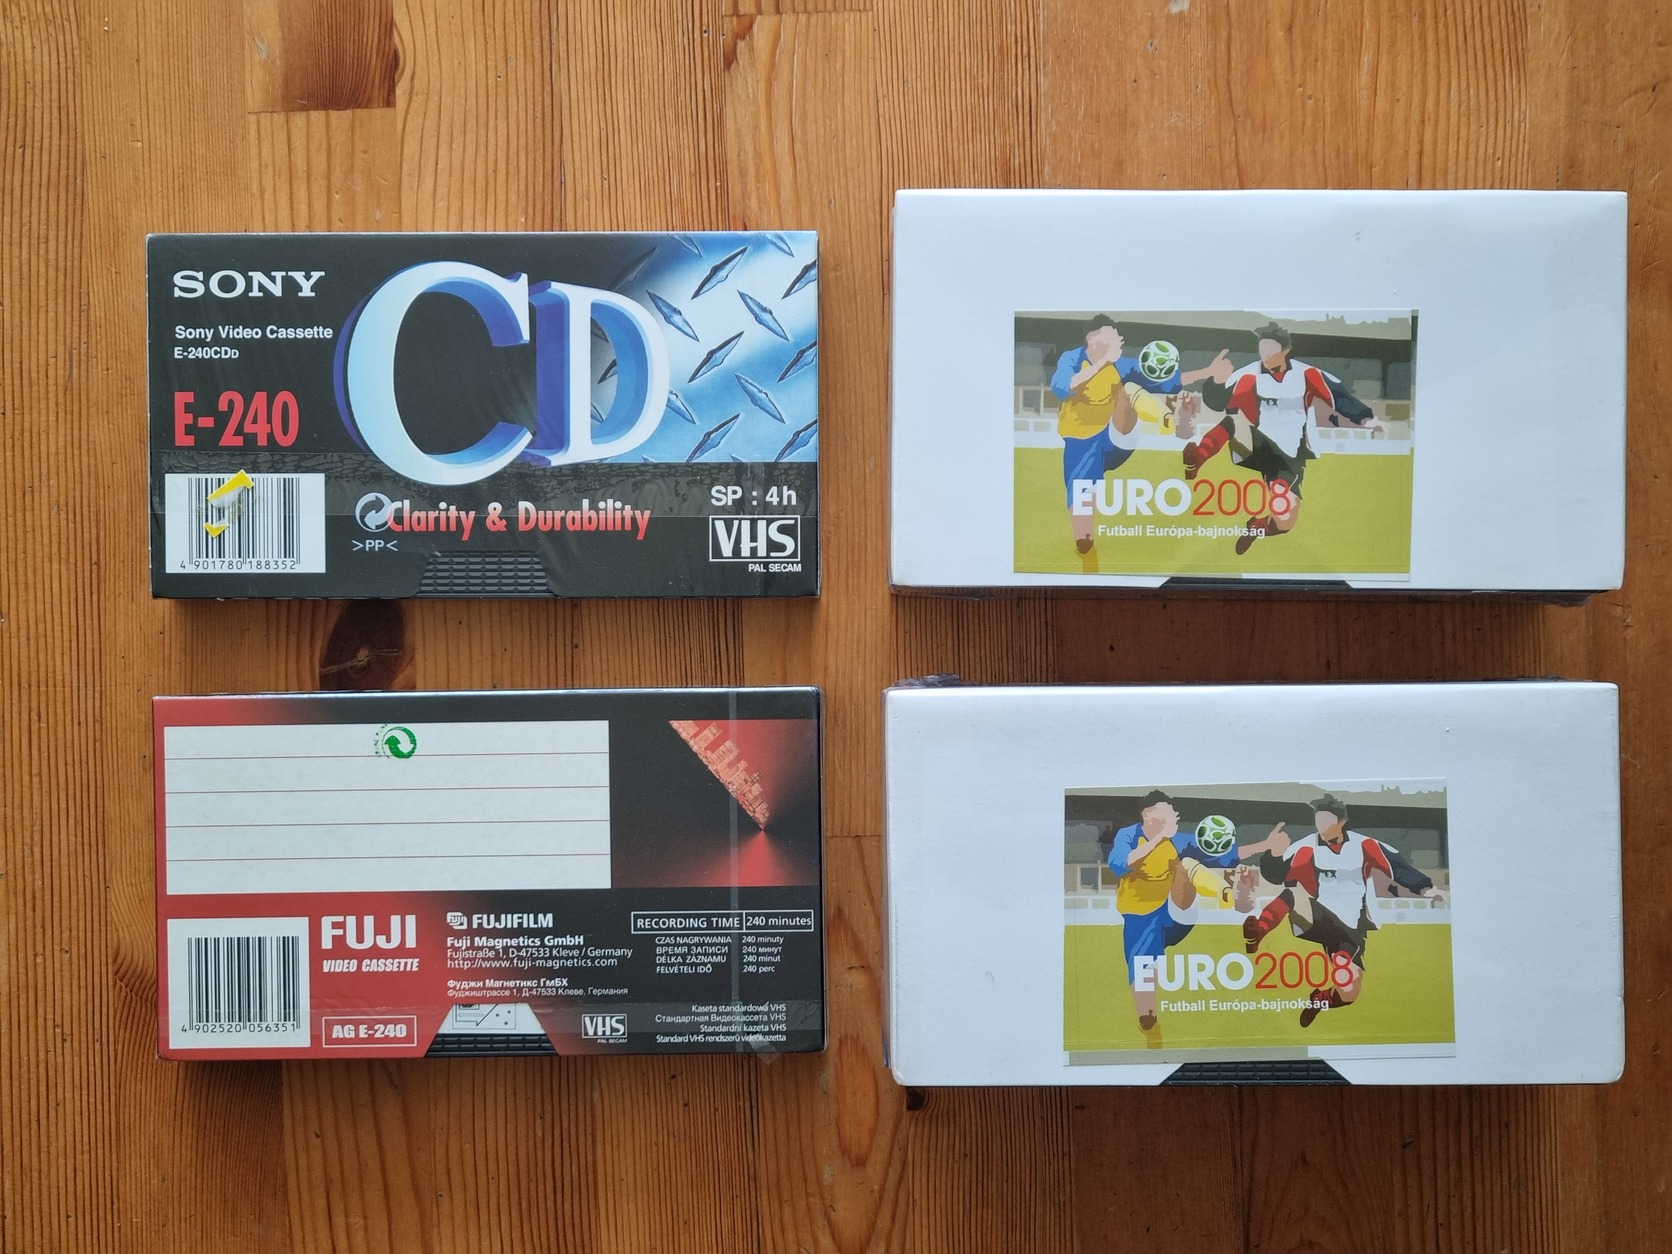 SONY
Sony Video Cassette
E-240CDD
E-240
CD
Clarity & Durability
>PP<
SP : 4h
VHS
PAL SECAM
4 901780 188352
EURO2008
Futball Európa-bajnokság
FUJI
VIDEO CASSETTE
AG E-240
4 902520 056351
FUJI FUJIFILM
Fuji Magnetics GmbH
Fujistraße 1, D-47533 Kleve / Germany
http://www.fuji-magnetics.com
Фуджи Магнетикс ГмБХ
Фуджиштрассе 1, Д-47533 Клеве, Германия
RECORDING TIME 240 minutes
CZAS NAGRYWANIA 240 minuty
ВРЕМЯ ЗАПИСИ 240 минут
DÉLKA ZÁZNAMU 240 minut
FELVÉTELI IDŐ 240 perc
VHS
PAL SECAM
Kaseta standardowa VHS
Стандартная Видеокассета VHS
Standardní kazeta VHS
Standard VHS rendszerű videókazetta
EURO2008
Futball Európa-bajnokság